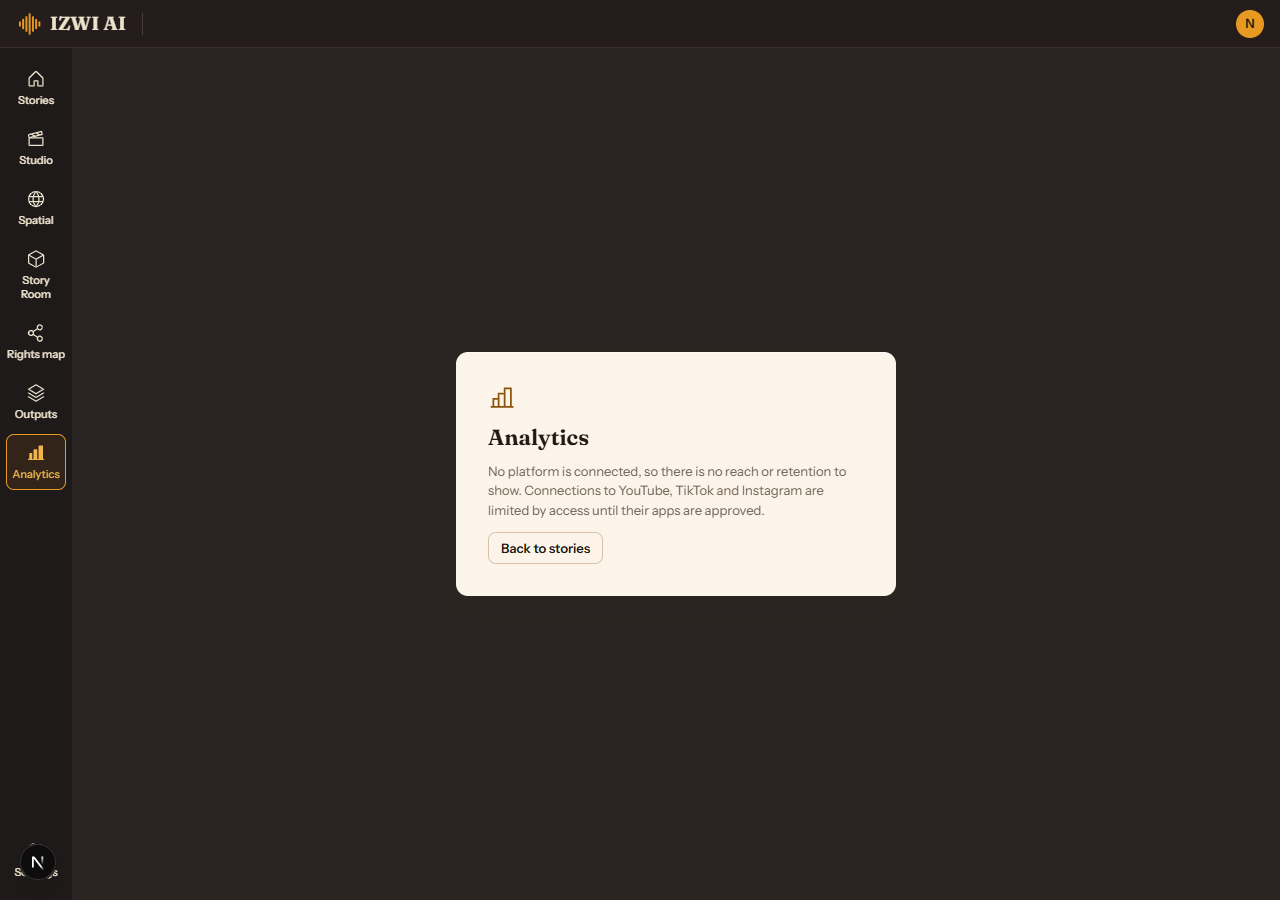 IZWI AI
N
Stories
Studio
Spatial
Story
Room
Rights map
Outputs
Analytics
Analytics
No platform is connected, so there is no reach or retention to
show. Connections to YouTube, TikTok and Instagram are
limited by access until their apps are approved.
Back to stories
N